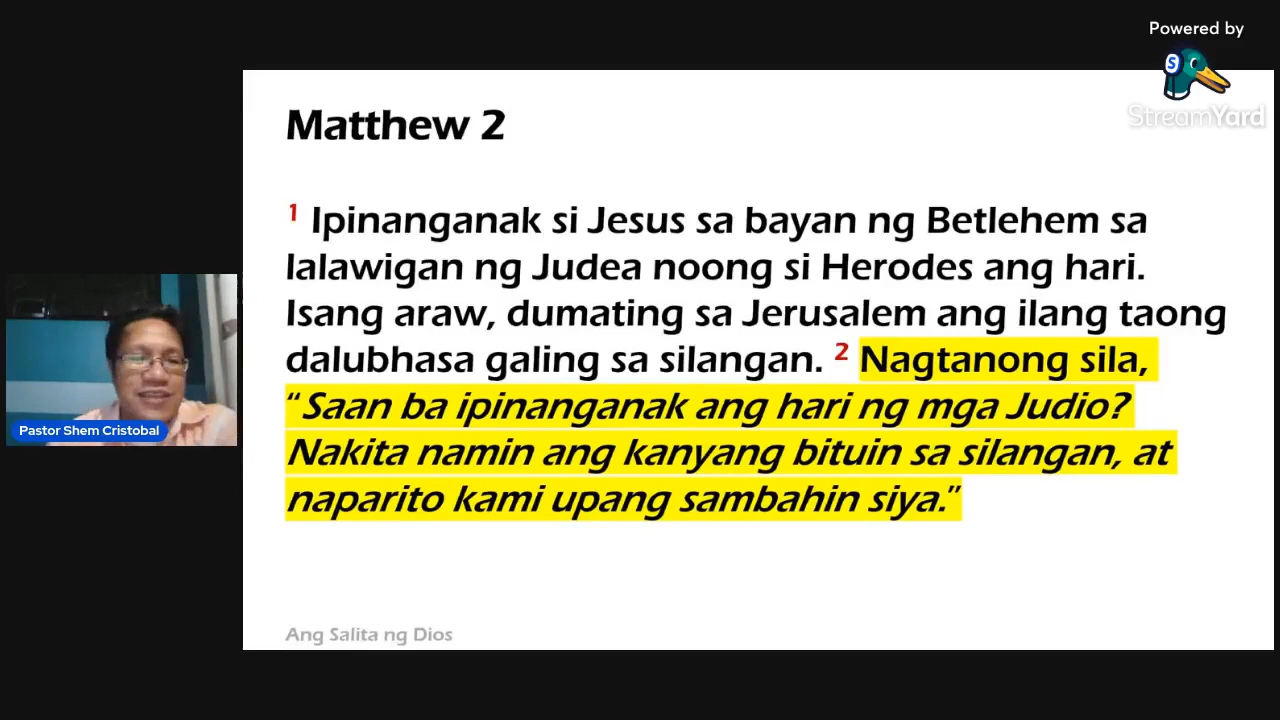 Powered by
StreamYard
Matthew 2
1 Ipinanganak si Jesus sa bayan ng Betlehem sa
lalawigan ng Judea noong si Herodes ang hari.
Isang araw, dumating sa Jerusalem ang ilang taong
dalubhasa galing sa silangan. 2 Nagtanong sila,
“Saan ba ipinanganak ang hari ng mga Judio?
Nakita namin ang kanyang bituin sa silangan, at
naparito kami upang sambahin siya.”
Pastor Shem Cristobal
Ang Salita ng Dios